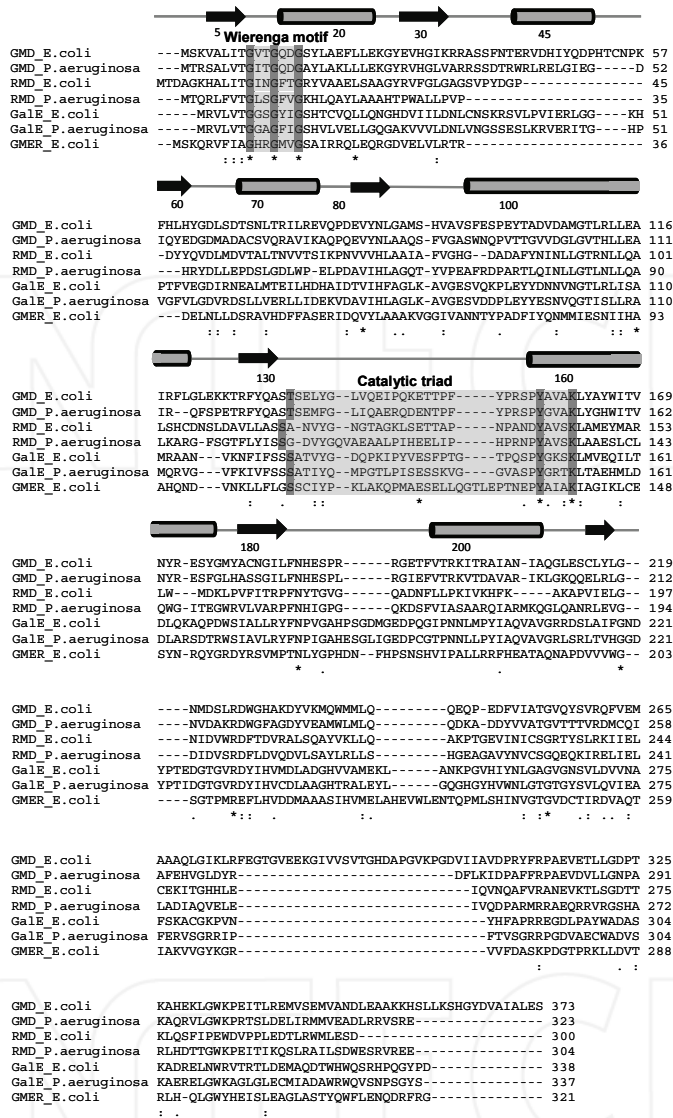 5 20 30 45
Wierenga motif
GMD_E.coli ---MSKVALITGVTGQDGSYLAEFLLEKGYEVHGIKRRASSFNTERVDHIYQDPHTCNPK 57
GMD_P.aeruginosa ---MTRSALVTGITGQDGAYLAKLLLEKGYRVHGLVARRSSDTRWRLRELGIEG-----D 52
RMD_E.coli MTDAGKHALITGINGFTGRYVAAELSAAGYRVFGLGAGSVPYDGP--------------- 45
RMD_P.aeruginosa ---MTQRLFVTGLSGFVGKHLQAYLAAAHTPWALLPVP---------------------- 35
GalE_E.coli ----MRVLVTGGSGYIGSHTCVQLLQNGHDVIILDNLCNSKRSVLPVIERLGG---KH 51
GalE_P.aeruginosa ----MRVLVTGGAGFIGSHVLVELLQQGAKVVVLDNLVNGSSESLKRVERITG----HP 51
GMER_E.coli ---MSKQRVFIAGHRGMVGSAIRRQLEQRGDVELVLRTR--------------------- 36
:::* * * * :
60 70 80 100
GMD_E.coli FHLHYGDLSDTSNLTRILREVQPDEVYNLGAMS-HVAVSFESPEYTADVDAMGTLRLLEA 116
GMD_P.aeruginosa IQYEDGDMADACSVQRAVIKAQPQEVYNLAAQS-FVGASWNQPVTTGVVDGLGVTHLLEA 111
RMD_E.coli -DYYQVDLMDVTALTNVVTSIKPNVVVHLAAIA-FVGHG--DADAFYNINLLGTRNLLQA 101
RMD_P.aeruginosa ---HRYDLLEPDSLGDLWP-ELPDAVIHLAGQT-YVPEAFRDPARTLQINLLGTLNLLQA 90
GalE_E.coli PTFVEGDIRNEALMTEILHDHAIDTVIHFAGLK-AVGESVQKPLEYYDNNVNGTLRLISA 110
GalE_P.aeruginosa VGFVLGDVRDSLLVERLLIDEKVDAVIHLAGLK-AVGESVDDPLEYYESNVQGTISLLRA 110
GMER_E.coli ---DELNLLDSRAVHDFFASERIDQVYLAAAKVGGIVANNTYPADFIYQNMMIESNIIHA 93
:: : : * .. : . : : : *
130 160
Catalytic triad
GMD_E.coli IRFLGLEKKTRFYQASTSELYG--LVQEIPQKETTPF----YPRSPYAVAKLYAYWITV 169
GMD_P.aeruginosa IR--QFSPETRFYQASTSEMFG--LIQAERQDENTPF----YPRSPYGVAKLYGHWITV 162
RMD_E.coli LSHCDNSLDAVLLASSA-NVYG--NGTAGKLSETTAP----NPANDYAVSKLAMEYMAR 153
RMD_P.aeruginosa LKARG-FSGTFLYISSG-DVYGQVAEAALPIHEELIP----HPRNPYAVSKLAAESLCL 143
GalE_E.coli MRAAN---VKNFIFSSSATVYG--DQPKIPYVESFPTG---TPQSPYGKSKLMVEQILT 161
GalE_P.aeruginosa MQRVG---VFKIVFSSSATIYQ--MPGTLPISESSKVG---GVASPYGRTKLTAEHMLD 161
GMER_E.coli AHQND---VNKLLFLGSSCIYP--KLAKQPMAESELLQGTLEPTNEPYAIAKIAGIKLCE 148
: . : : * . *. :*: :
180 200
GMD_E.coli NYR-ESYGMYACNGILFNHESPR------RGETFVTRKITRAIAN-IAQGLESCLYLG-- 219
GMD_P.aeruginosa NYR-ESFGLHASSGILFNHESPL------RGIEFVTRKVTDAVAR-IKLGKQQELRLG-- 212
RMD_E.coli LW--MDKLPVFITRPFNYTGVG-------QADNFLLPKIVKHFK----AKAPVIELG-- 197
RMD_P.aeruginosa QWG-ITEGWRVLVARPFNHIGPG------QKDSFVIASAARQIARMKQGLQANRLEVG-- 194
GalE_E.coli DLQKAQPDWSIALLRYFNPVGAHPSGDMGEDPQGIPNNLMPYIAQVAVGRRDSLAIFGND 221
GalE_P.aeruginosa DLARSDTRWSIAVLRYFNPIGAHESGLIGEDPCGTPNNLLPYIAQVAVGRLSRLTVHGGD 221
GMER_E.coli SYN-RQYGRDYRSVMPTNLYGPHDN--FHPSNSHVIPALLRRFHEATAQNAPDVVVWG-- 203
* . . *
GMD_E.coli ----NMDSLRDWGHAKDYVKMQWMMLQ---------QEQP-EDFVIATGVQYSVRQFVEM 265
GMD_P.aeruginosa ----NVDAKRDWGFAGDYVEAMWLMLQ---------QDKA-DDYVVATGVTTTVRDMCQI 258
RMD_E.coli ----NIDVWRDFTDVRALSQAYVKLLQ---------AKPTGEVINICSGRTYSLREIIEL 244
RMD_P.aeruginosa ----DIDVSRDFLDVQDVLSAYLRLLS---------HGEAGAVYNVCSGQEQKIRELIEL 241
GalE_E.coli YPTEDGTGVRDYIHVMDLADGHVVAMEKL-------ANKPGVHIYNLGAGVGNSVLDVVNA 275
GalE_P.aeruginosa YPTIDGTGVRDYIHVCDLAAGHTRALEYL-------GQGHGYHVWNLGTGTGYSVLQVIEA 275
GMER_E.coli ----SGTPMREFLHVDDMAAASIHVMELAHEVWLENTQPMLSHINVGTGVDCTIRDVAQT 259
. *:: . :. :* .: .. :
GMD_E.coli AAAQLGIKLRFEGTGVEEKGIVVSVTGHDAPGVKPGDVIIAVDPRYFRPAEVETLLGDPT 325
GMD_P.aeruginosa AFEHVGLDYR---------------------------DFLKIDPAFFRPAEVDVLLGNPA 291
RMD_E.coli CEKITGHHLE-----------------------------IQVNQAFVRANEVKTLSGDTT 275
RMD_P.aeruginosa LADIAQVELE-----------------------------IVQDPARMRRAEQRRVRGSHA 272
GalE_E.coli FSKACGKPVN-------------------------------YHFAPRREGDLPAYWADAS 304
GalE_P.aeruginosa FERVSGRRIP-------------------------------FTVSGRRPGDVAECWADVS 304
GMER_E.coli IAKVVGYKGR-------------------------------VVFDASKPDGTPRKLLDVT 288
: . :
GMD_E.coli KAHEKLGWKPEITLREMVSEMVANDLEAAKKHSLLKSHGYDVAIALES 373
GMD_P.aeruginosa KAQRVLGWKPRTSLDELIRMMVEADLRRVSRE---------------- 323
RMD_E.coli KLQSFIPEWDVPPLEDTLRWMLESD----------------------- 300
RMD_P.aeruginosa RLHDTTGWKPEITIKQSLRAILSDWESRVREE---------------- 304
GalE_E.coli KADRELNWRVTRTLDEMAQDTWHWQSRHPQGYPD-------------- 338
GalE_P.aeruginosa KAERELGWKAGLGLECMIADAWRWQVSNPSGYS--------------- 337
GMER_E.coli RLH-QLGWYHEISLEAGLASTYQWFLENQDRFRG-------------- 321
: . :